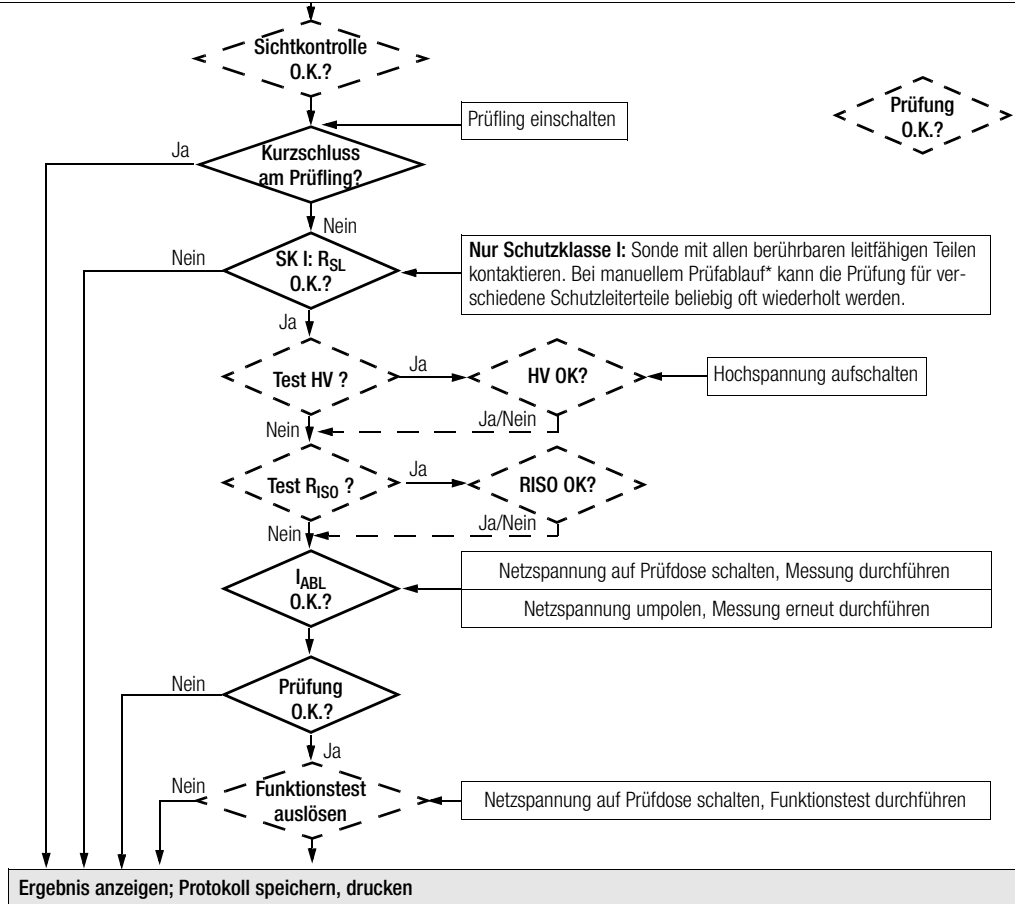 Sichtkontrolle
O.K.?
Prüfung
O.K.?
Prüfling einschalten
Ja
Kurzschluss
am Prüfling?
Nein
Nein
SK I: RSL
O.K.?
Nur Schutzklasse I: Sonde mit allen berührbaren leitfähigen Teilen
kontaktieren. Bei manuellem Prüfablauf* kann die Prüfung für ver-
schiedene Schutzleiterteile beliebig oft wiederholt werden.
Ja
Test HV ?
Ja
HV OK?
Hochspannung aufschalten
Nein
Ja/Nein
Test RISO ?
Ja
RISO OK?
Nein
Ja/Nein
IABL
O.K.?
Netzspannung auf Prüfdose schalten, Messung durchführen
Netzspannung umpolen, Messung erneut durchführen
Nein
Prüfung
O.K.?
Ja
Nein
Funktionstest
auslösen
Netzspannung auf Prüfdose schalten, Funktionstest durchführen
Ergebnis anzeigen; Protokoll speichern, drucken